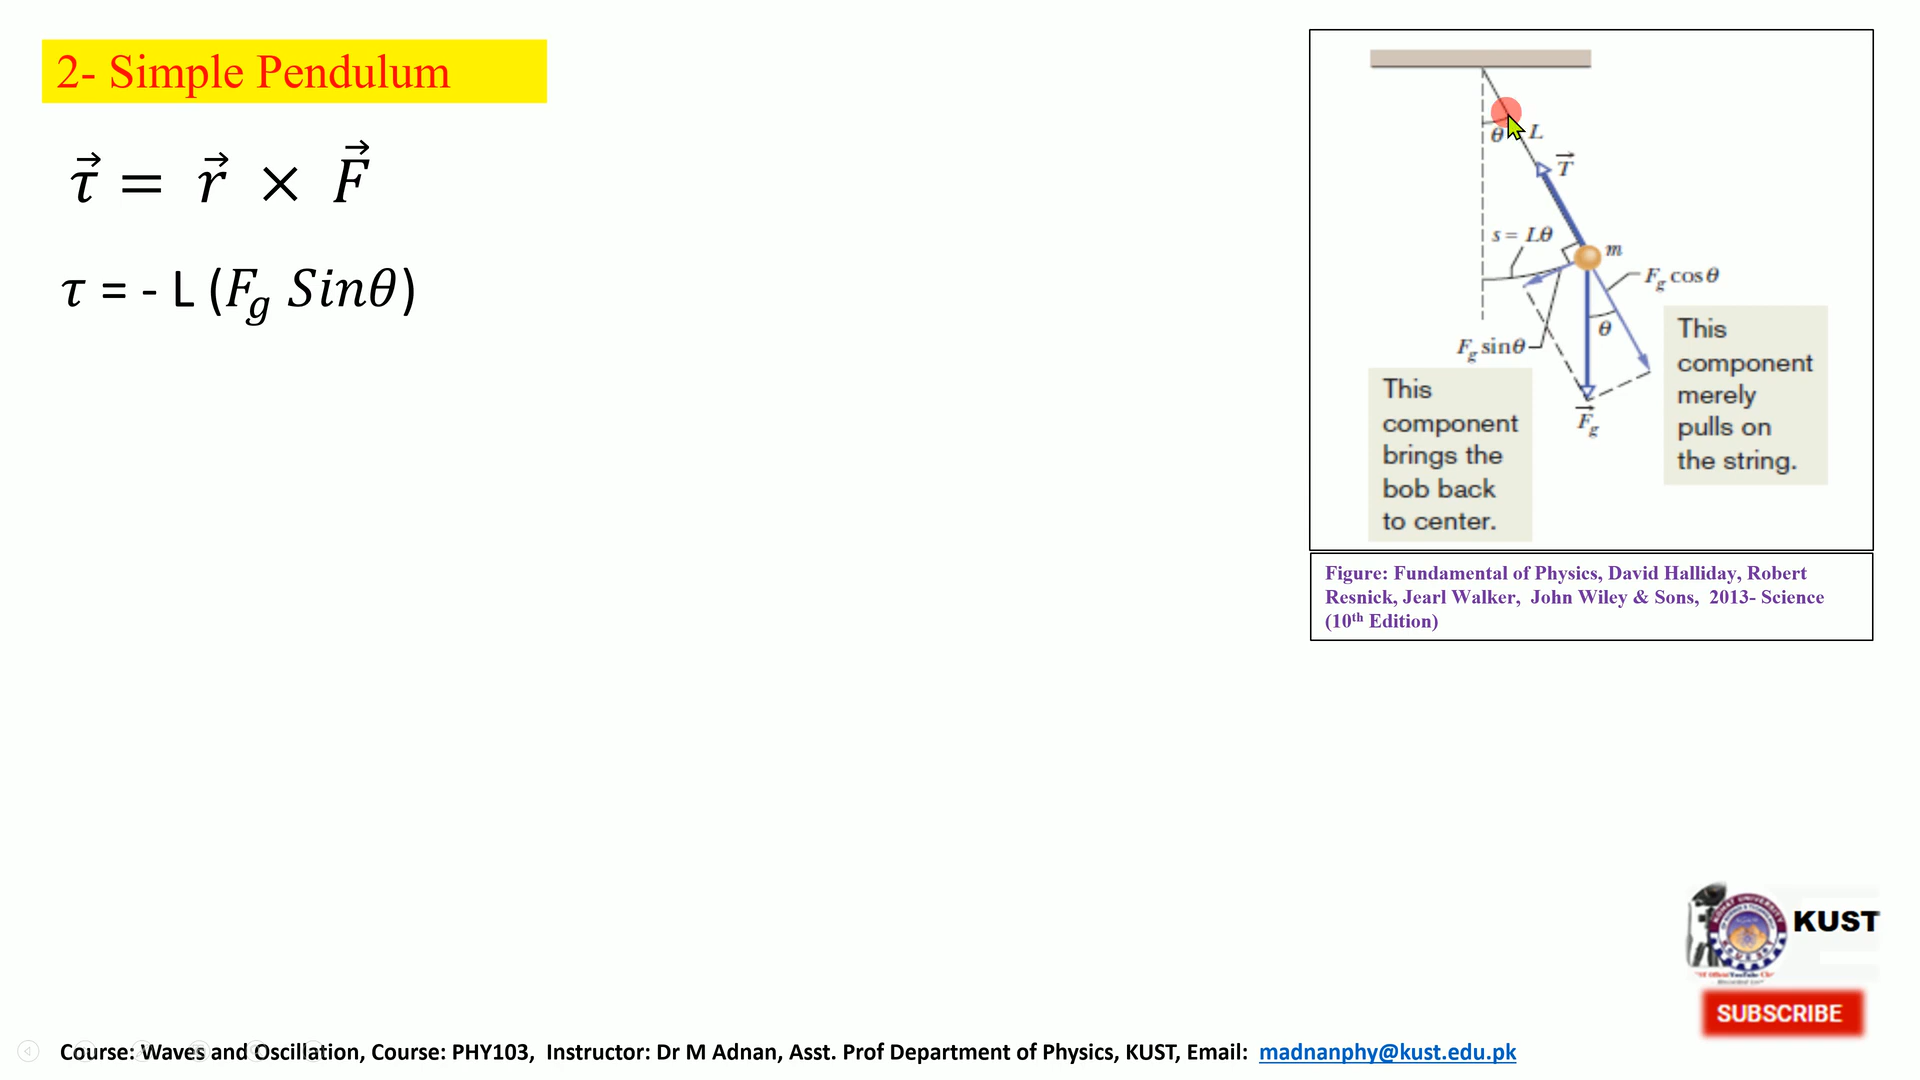 2- Simple Pendulum
τ⃗ = r⃗ × F⃗
τ = - L (F_g Sinθ)
θ
L
T⃗
s = Lθ
m
F_g cosθ
θ
F_g sinθ
F⃗_g
This
component
merely
pulls on
the string.
This
component
brings the
bob back
to center.
Figure: Fundamental of Physics, David Halliday, Robert
Resnick, Jearl Walker, John Wiley & Sons, 2013- Science
(10th Edition)
KUST
SUBSCRIBE
Course: Waves and Oscillation, Course: PHY103, Instructor: Dr M Adnan, Asst. Prof Department of Physics, KUST, Email: madnanphy@kust.edu.pk